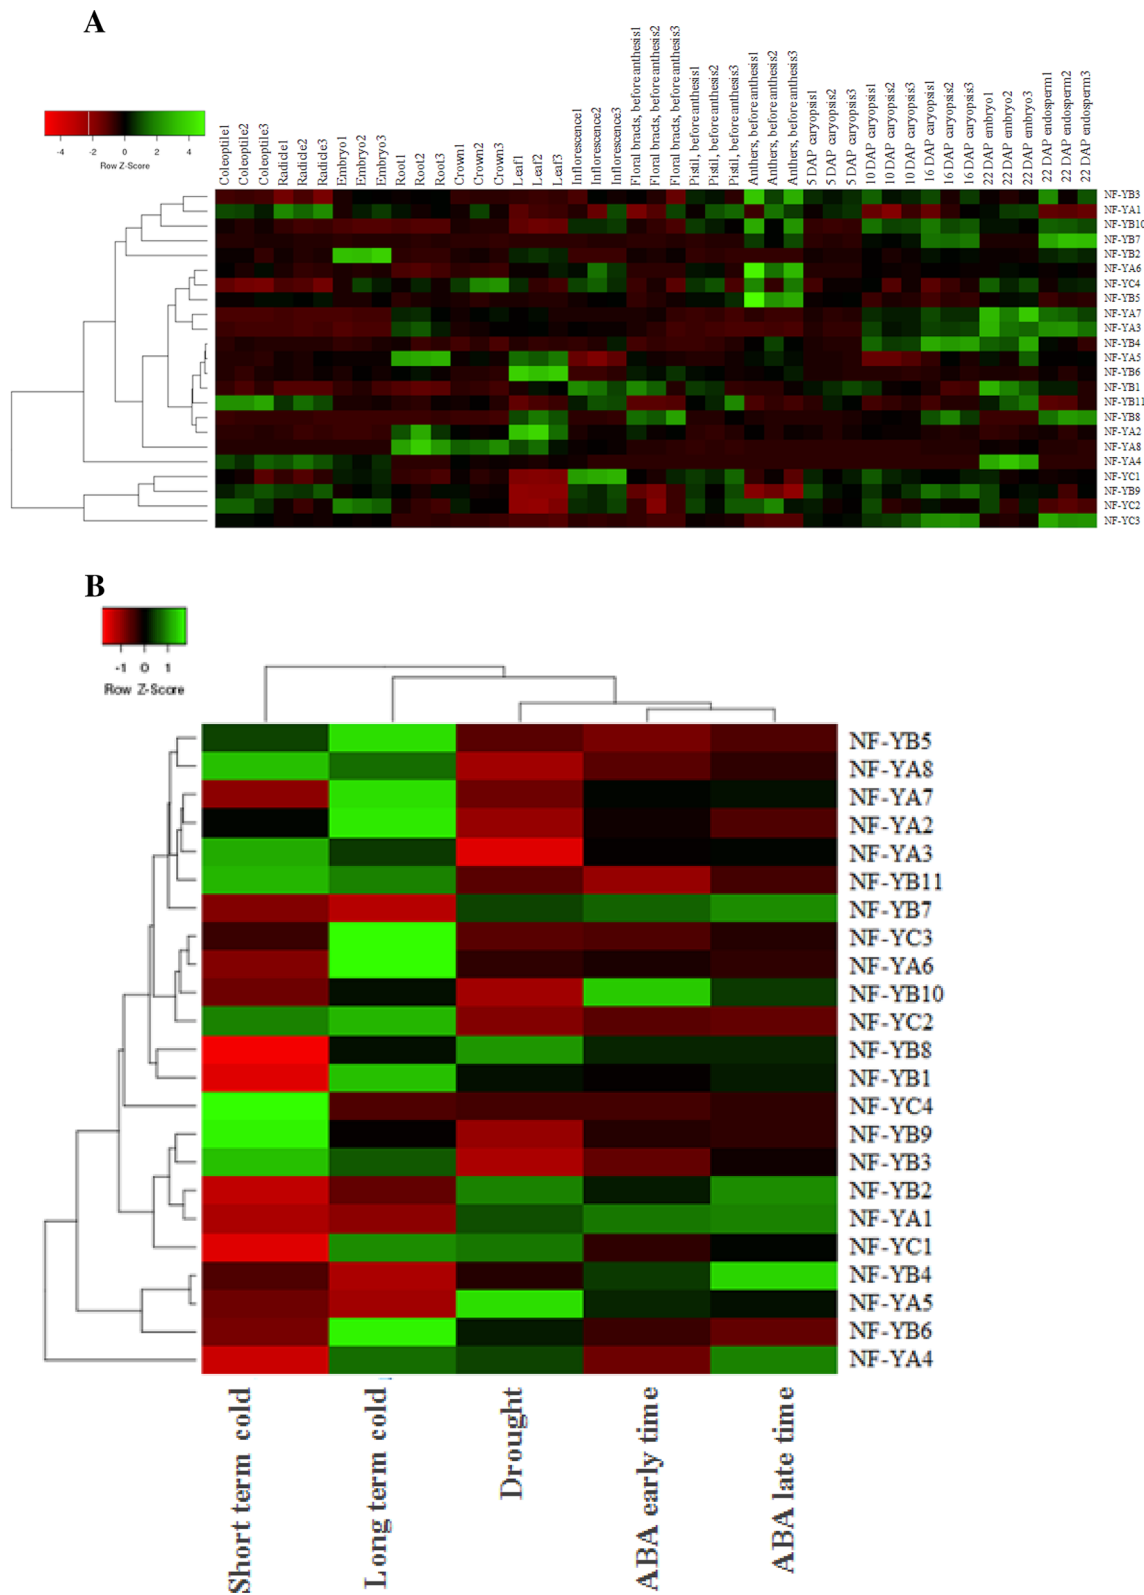 A
-4 -2 0 2 4
Row Z-Score
Coleoptile1
Coleoptile2
Coleoptile3
Radicle1
Radicle2
Radicle3
Embryo1
Embryo2
Embryo3
Root1
Root2
Root3
Crown1
Crown2
Crown3
Leaf1
Leaf2
Leaf3
Inflorescence1
Inflorescence2
Inflorescence3
Floral bracts, before anthesis1
Floral bracts, before anthesis2
Floral bracts, before anthesis3
Pistil, before anthesis1
Pistil, before anthesis2
Pistil, before anthesis3
Anthers, before anthesis1
Anthers, before anthesis2
Anthers, before anthesis3
5 DAP caryopsis1
5 DAP caryopsis2
5 DAP caryopsis3
10 DAP caryopsis1
10 DAP caryopsis2
10 DAP caryopsis3
16 DAP caryopsis1
16 DAP caryopsis2
16 DAP caryopsis3
22 DAP embryo1
22 DAP embryo2
22 DAP embryo3
22 DAP endosperm1
22 DAP endosperm2
22 DAP endosperm3
NF-YB3
NF-YA1
NF-YB10
NF-YB7
NF-YB2
NF-YA6
NF-YC4
NF-YB5
NF-YA7
NF-YA3
NF-YB4
NF-YA5
NF-YB6
NF-YB1
NF-YB11
NF-YB8
NF-YA2
NF-YA8
NF-YA4
NF-YC1
NF-YB9
NF-YC2
NF-YC3
B
-1 0 1
Row Z-Score
NF-YB5
NF-YA8
NF-YA7
NF-YA2
NF-YA3
NF-YB11
NF-YB7
NF-YC3
NF-YA6
NF-YB10
NF-YC2
NF-YB8
NF-YB1
NF-YC4
NF-YB9
NF-YB3
NF-YB2
NF-YA1
NF-YC1
NF-YB4
NF-YA5
NF-YB6
NF-YA4
Short term cold
Long term cold
Drought
ABA early time
ABA late time